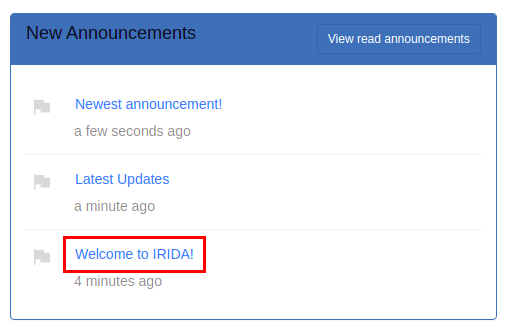 New Announcements
View read announcements
Newest announcement!
a few seconds ago
Latest Updates
a minute ago
Welcome to IRIDA!
4 minutes ago